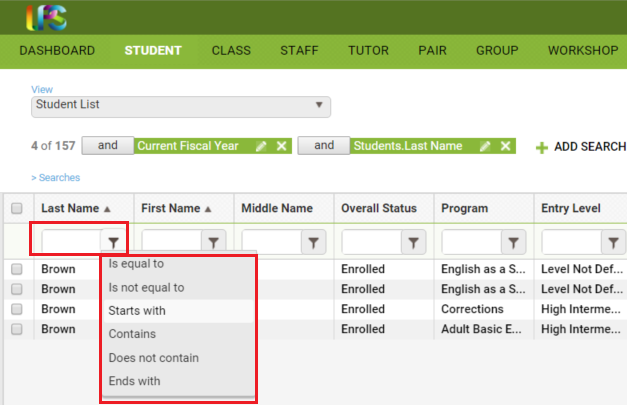 LPS
DASHBOARD STUDENT CLASS STAFF TUTOR PAIR GROUP WORKSHOP
View
Student List
4 of 157 and Current Fiscal Year and Students.Last Name ADD SEARCH
> Searches
Last Name First Name Middle Name Overall Status Program Entry Level
Brown Enrolled English as a S... Level Not Def...
Brown Enrolled English as a S... Level Not Def...
Brown Enrolled Corrections High Interme...
Brown Enrolled Adult Basic E... High Interme...
Is equal to
Is not equal to
Starts with
Contains
Does not contain
Ends with